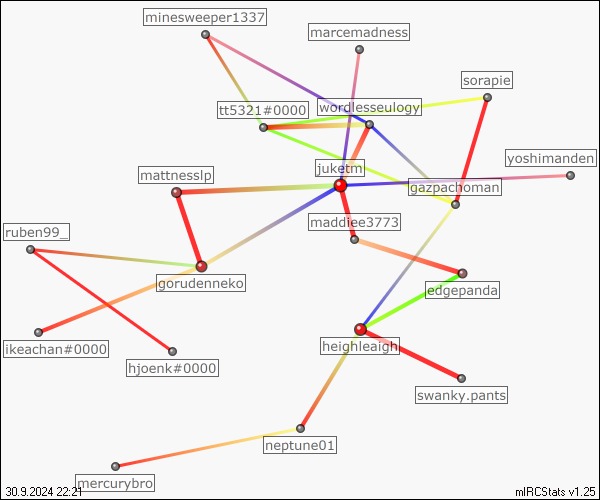 minesweeper1337
marcemadness
sorapie
tt5321#0000
wordlesseulogy
yoshimanden
juketm
mattnesslp
gazpachoman
maddiee3773
ruben99_
gorudenneko
edgepanda
ikeachan#0000
heighleaigh
hjoenk#0000
swanky.pants
neptune01
mercurybro
30.9.2024 22:21
mIRCStats v1.25